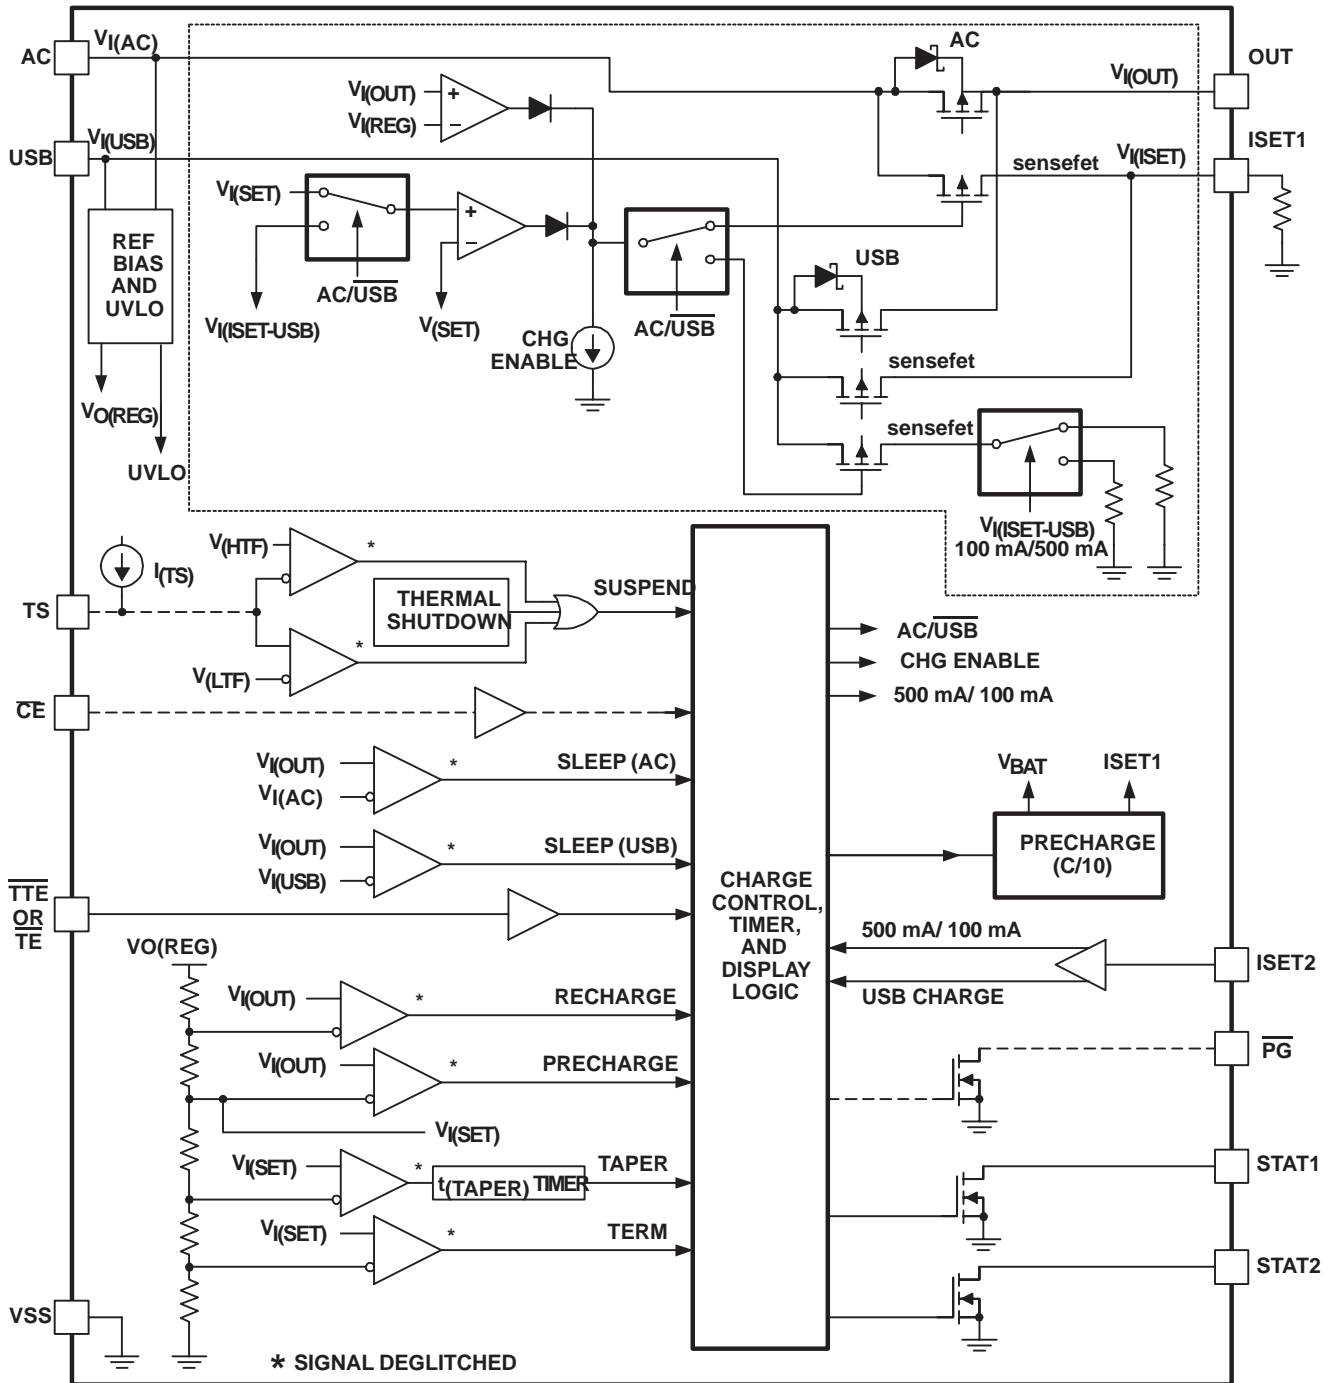 AC
VI(AC)
AC
OUT
VI(OUT)
VI(OUT)
VI(REG)
+
−
USB
VI(USB)
ISET1
VI(ISET)
sensefet
VI(SET)
+
−
REF
BIAS
AND
UVLO
AC/USB
VI(ISET-USB)
V(SET)
CHG
ENABLE
AC/USB
USB
sensefet
sensefet
VO(REG)
UVLO
VI(ISET-USB)
100 mA/500 mA
V(HTF)
*
I(TS)
TS
THERMAL
SHUTDOWN
SUSPEND
*
V(LTF)
AC/USB
CHG ENABLE
500 mA/ 100 mA
CE
VI(OUT)
VI(AC)
*
SLEEP (AC)
VBAT
ISET1
VI(OUT)
VI(USB)
*
SLEEP (USB)
PRECHARGE
(C/10)
TTE
OR
TE
CHARGE
CONTROL,
TIMER,
AND
DISPLAY
LOGIC
500 mA/ 100 mA
USB CHARGE
ISET2
VO(REG)
VI(OUT)
*
RECHARGE
VI(OUT)
*
PRECHARGE
PG
VI(SET)
VI(SET)
*
t(TAPER) TIMER
TAPER
STAT1
VI(SET)
*
TERM
STAT2
VSS
* SIGNAL DEGLITCHED